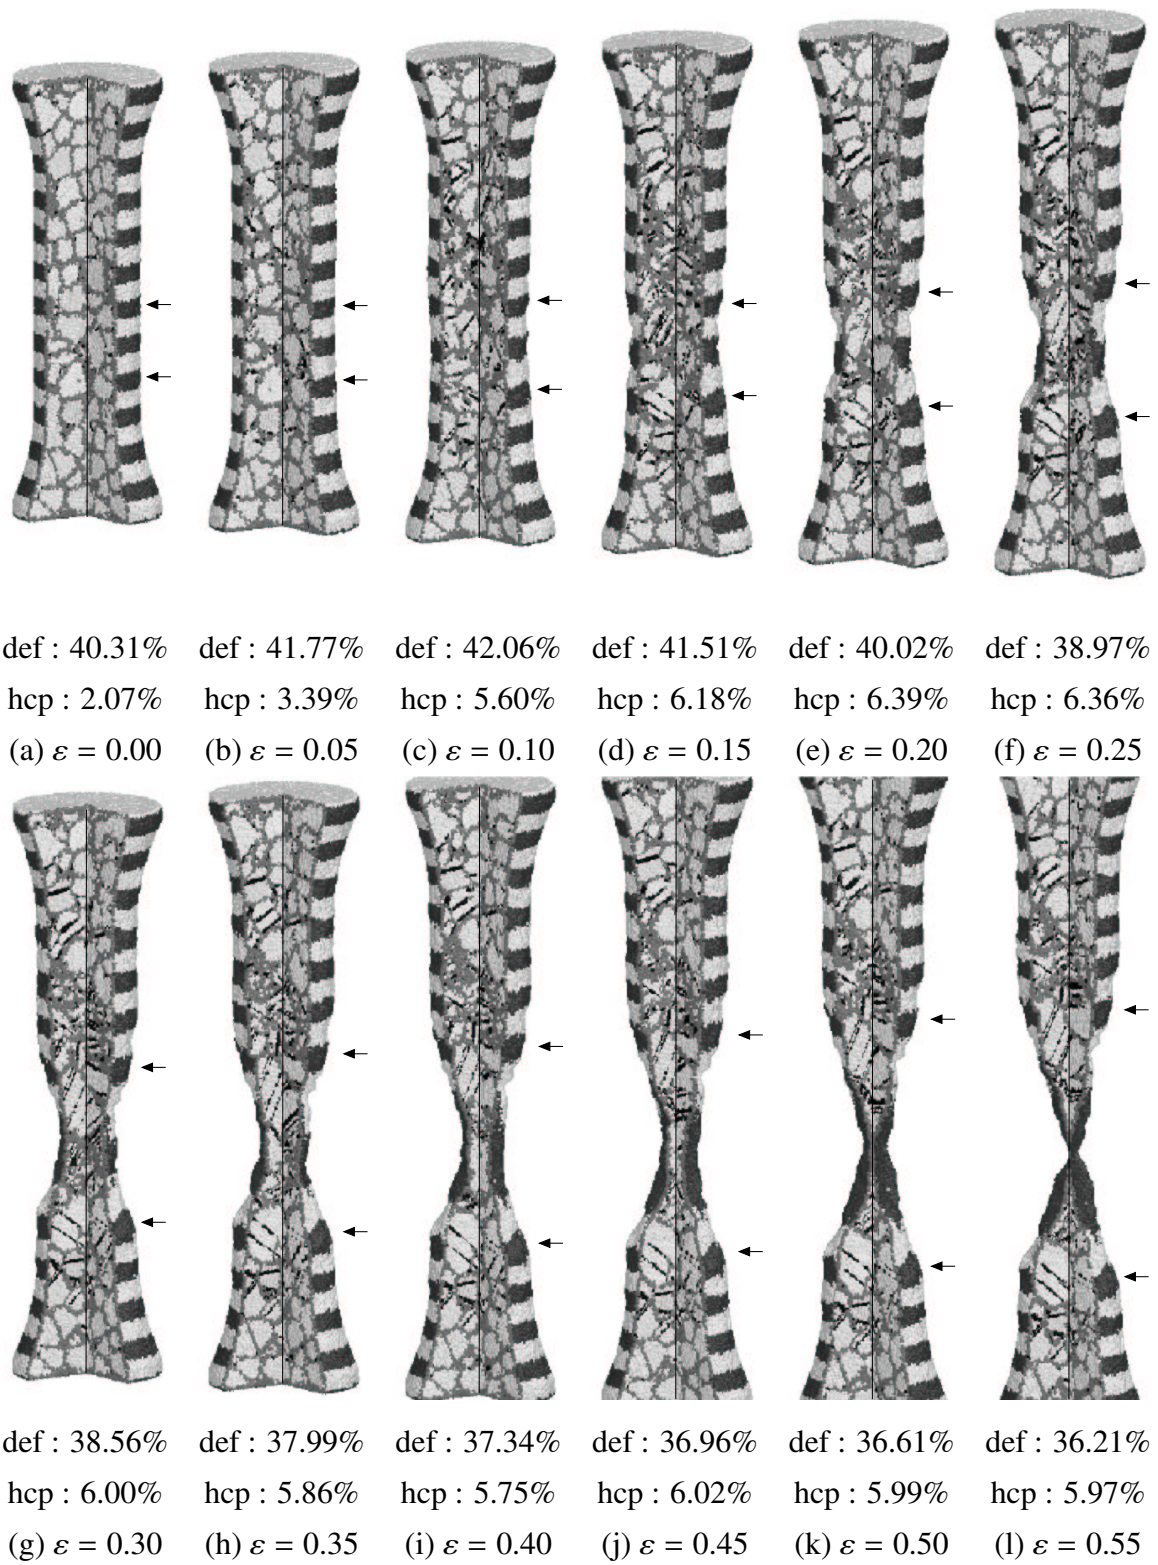 def : 40.31% def : 41.77% def : 42.06% def : 41.51% def : 40.02% def : 38.97%
hcp : 2.07% hcp : 3.39% hcp : 5.60% hcp : 6.18% hcp : 6.39% hcp : 6.36%
(a) ε = 0.00 (b) ε = 0.05 (c) ε = 0.10 (d) ε = 0.15 (e) ε = 0.20 (f) ε = 0.25
def : 38.56% def : 37.99% def : 37.34% def : 36.96% def : 36.61% def : 36.21%
hcp : 6.00% hcp : 5.86% hcp : 5.75% hcp : 6.02% hcp : 5.99% hcp : 5.97%
(g) ε = 0.30 (h) ε = 0.35 (i) ε = 0.40 (j) ε = 0.45 (k) ε = 0.50 (l) ε = 0.55